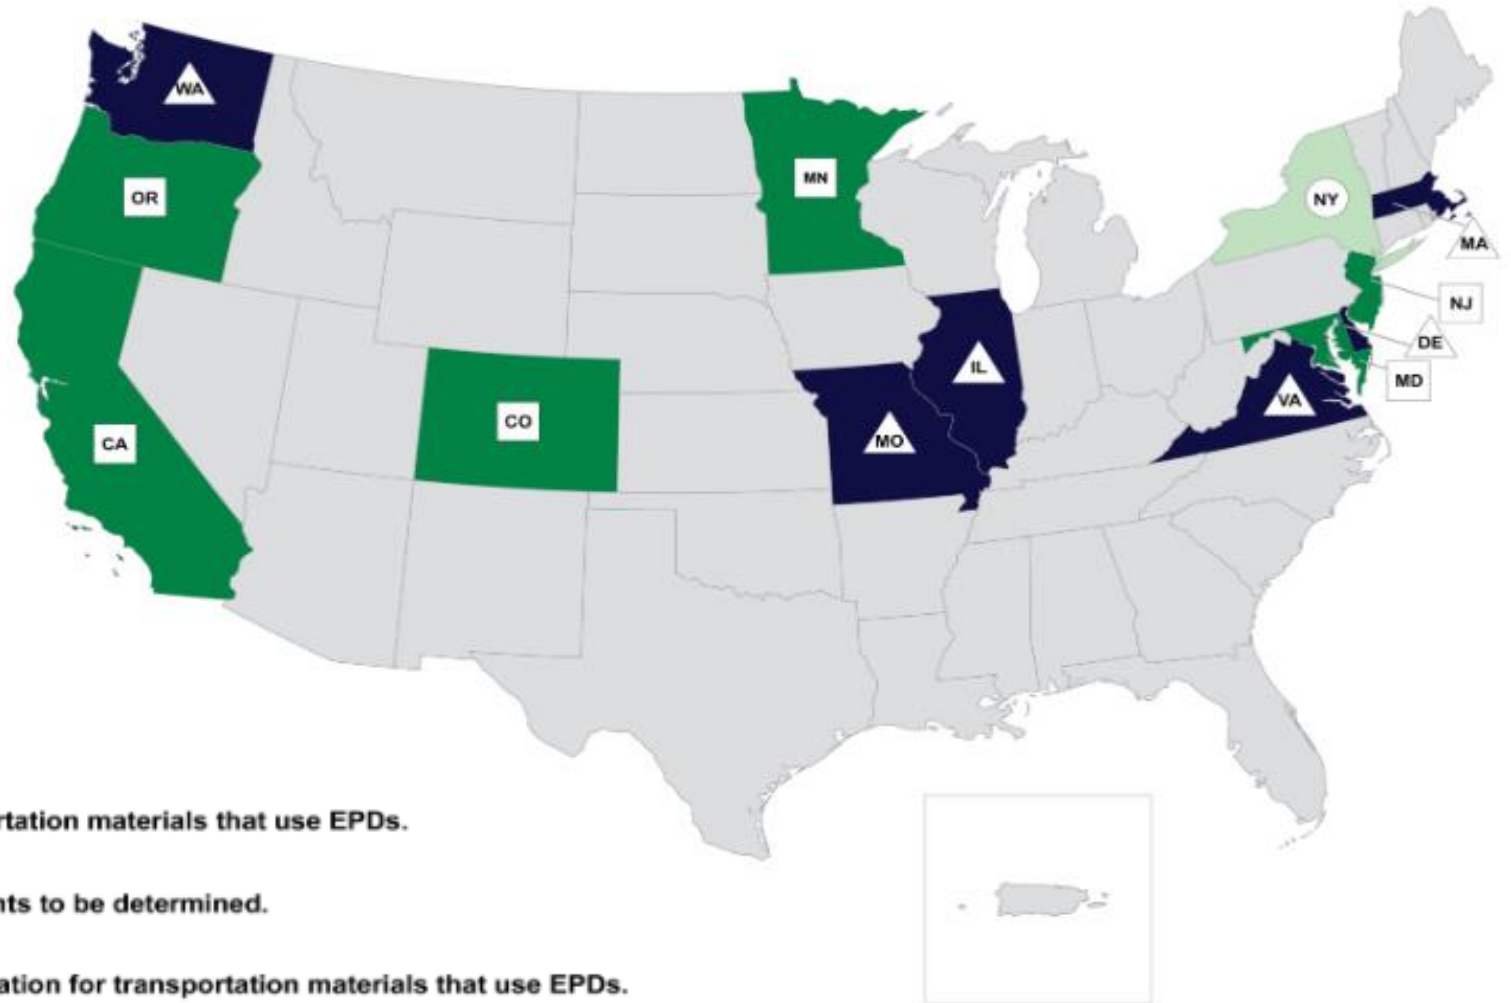 WA
OR
MN
NY
MA
NJ
DE
MD
IL
VA
CO
MO
CA
rtation materials that use EPDs.
nts to be determined.
ation for transportation materials that use EPDs.